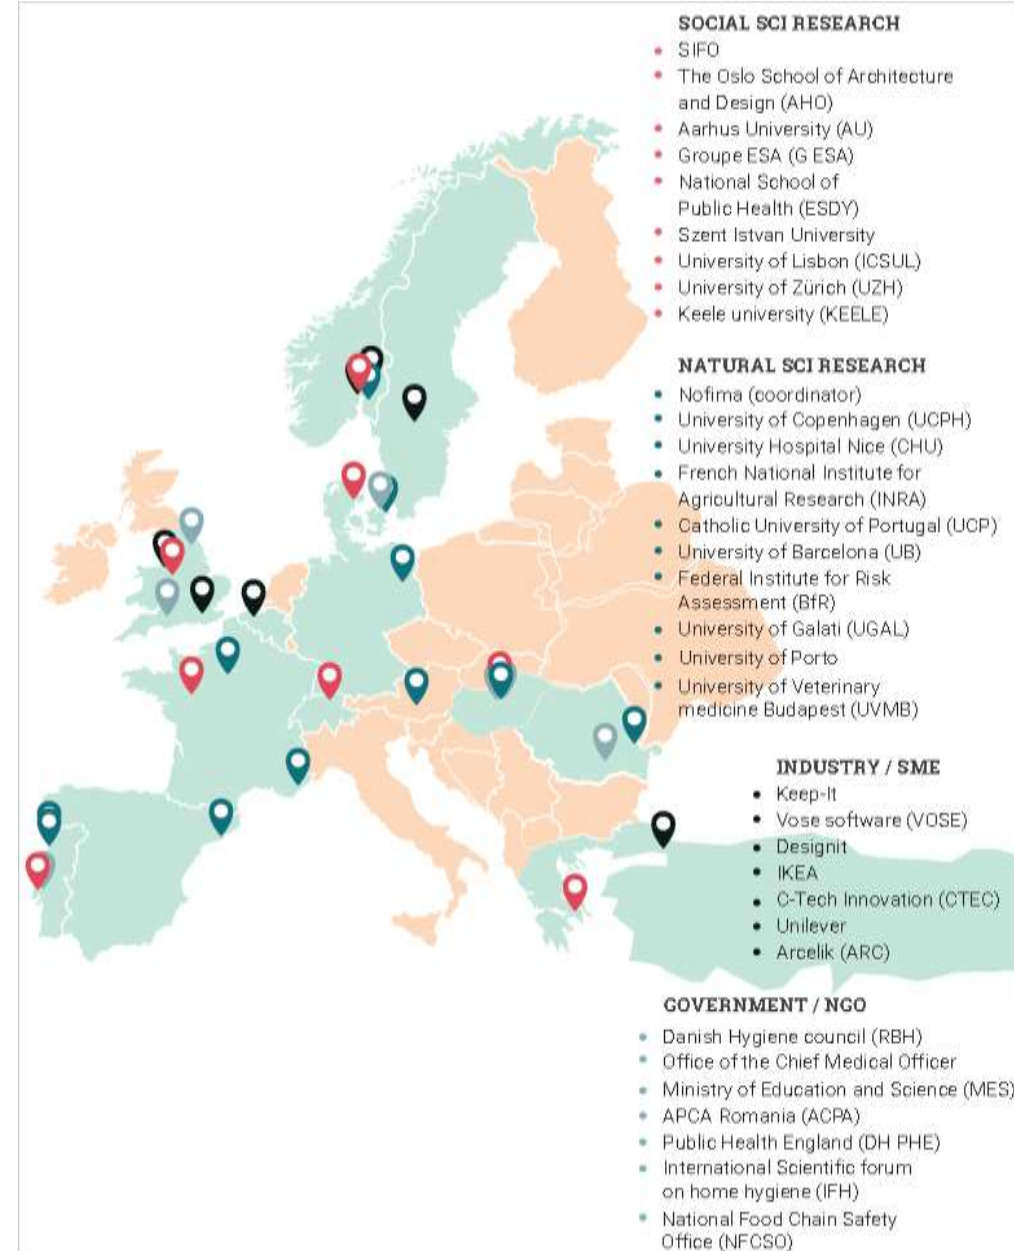 SOCIAL SCI RESEARCH
SIFO
The Oslo School of Architecture
and Design (AHO)
Aarhus University (AU)
Groupe ESA (G ESA)
National School of
Public Health (ESDY)
Szent Istvan University
University of Lisbon (ICSUL)
University of Zürich (UZH)
Keele university (KEELE)
NATURAL SCI RESEARCH
Nofima (coordinator)
University of Copenhagen (UCPH)
University Hospital Nice (CHU)
French National Institute for
Agricultural Research (INRA)
Catholic University of Portugal (UCP)
University of Barcelona (UB)
Federal Institute for Risk
Assessment (BfR)
University of Galati (UGAL)
University of Porto
University of Veterinary
medicine Budapest (UVMB)
INDUSTRY / SME
Keep-It
Vose software (VOSE)
Designit
IKEA
C-Tech Innovation (CTEC)
Unilever
Arcelik (ARC)
GOVERNMENT / NGO
Danish Hygiene council (RBH)
Office of the Chief Medical Officer
Ministry of Education and Science (MES)
APCA Romania (ACPA)
Public Health England (DH PHE)
International Scientific forum
on home hygiene (IFH)
National Food Chain Safety
Office (NFCSO)